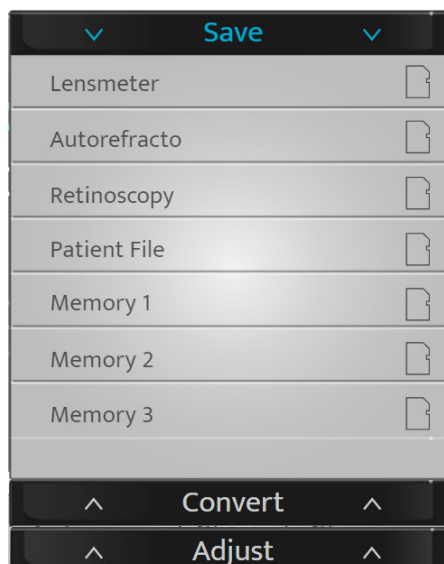 Save
Lensmeter
Autorefracto
Retinoscopy
Patient File
Memory 1
Memory 2
Memory 3
Convert
Adjust